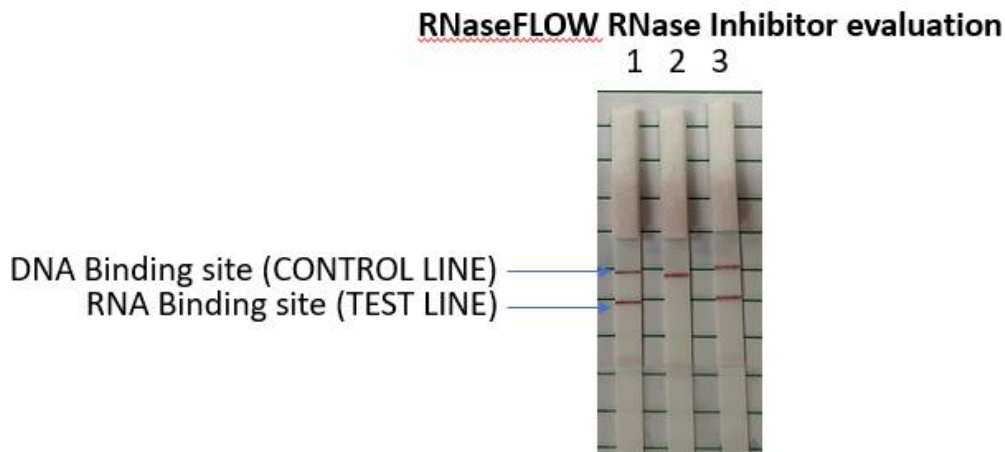 RNaseFLOW RNase Inhibitor evaluation
1 2 3
DNA Binding site (CONTROL LINE)
RNA Binding site (TEST LINE)